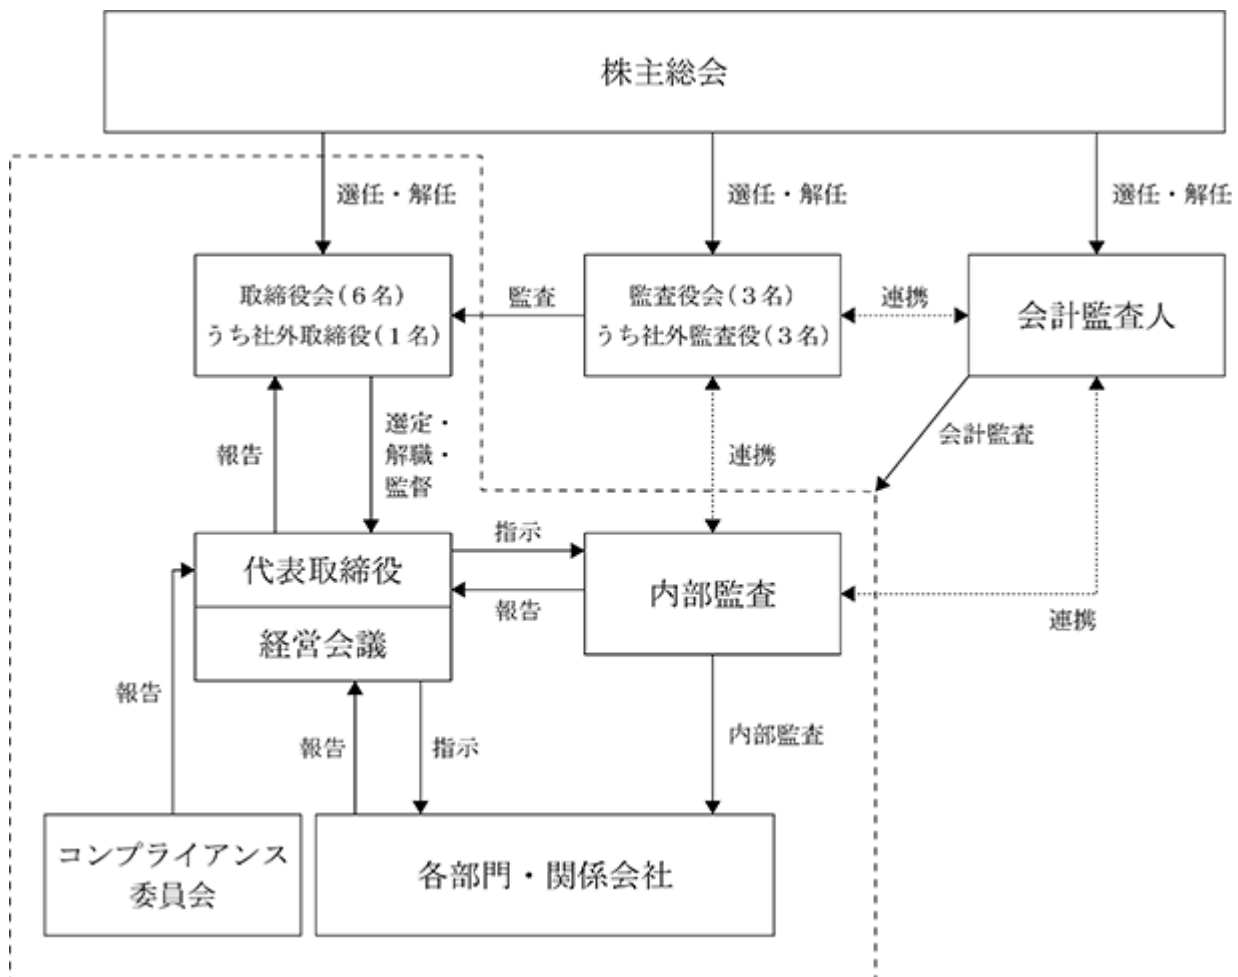 株主総会
選任・解任
選任・解任
選任・解任
取締役会(6名)
うち社外取締役(1名)
監査
監査役会(3名)
うち社外監査役(3名)
連携
会計監査人
報告
選定・
解職・
監督
連携
会計監査
代表取締役
経営会議
指示
報告
内部監査
連携
報告
報告
指示
内部監査
コンプライアンス
委員会
各部門・関係会社